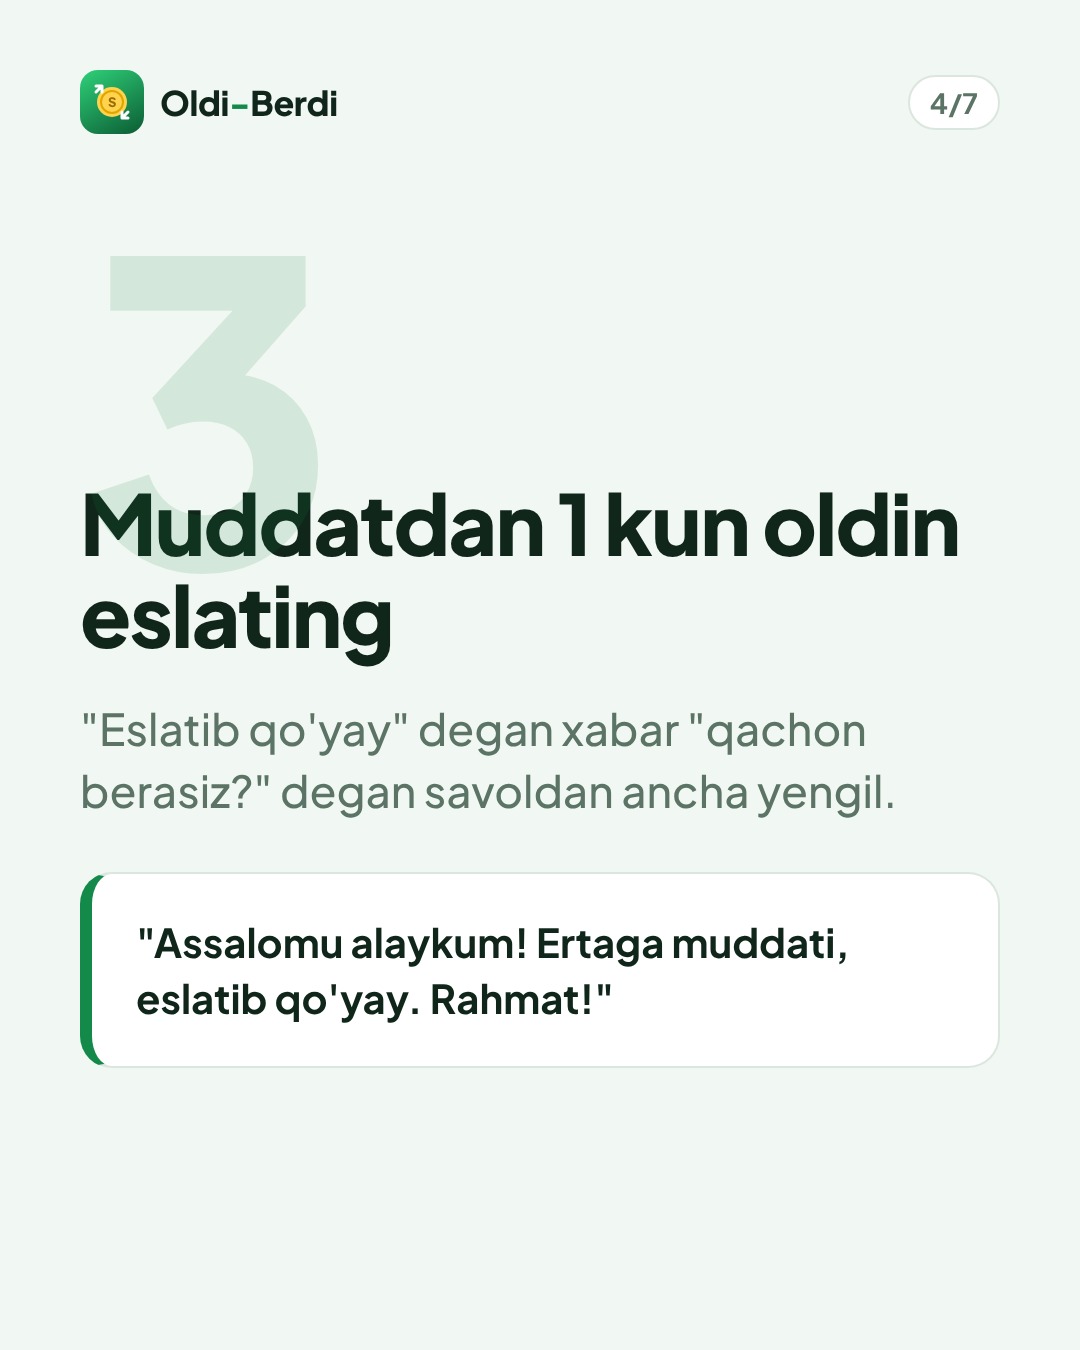 Oldi-Berdi
4/7
3
Muddatdan 1 kun oldin
eslating
"Eslatib qo'yay" degan xabar "qachon
berasiz?" degan savoldan ancha yengil.
"Assalomu alaykum! Ertaga muddati,
eslatib qo'yay. Rahmat!"